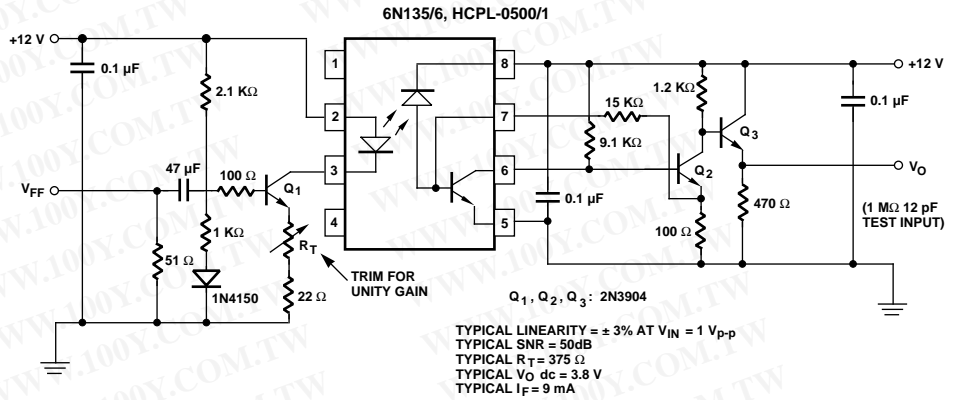 6N135/6, HCPL-0500/1
+12 V
0.1 µF
2.1 KΩ
47 µF
100 Ω
VFF
Q1
51 Ω
1 KΩ
1N4150
RT
22 Ω
TRIM FOR
UNITY GAIN
1
2
3
4
8
7
6
5
+12 V
1.2 KΩ
15 KΩ
9.1 KΩ
Q3
Q2
0.1 µF
0.1 µF
VO
100 Ω
470 Ω
(1 MΩ 12 pF
TEST INPUT)
Q1, Q2, Q3: 2N3904
TYPICAL LINEARITY = ± 3% AT VIN = 1 Vp-p
TYPICAL SNR = 50dB
TYPICAL RT = 375 Ω
TYPICAL VO dc = 3.8 V
TYPICAL IF = 9 mA
WWW.100Y.COM.TW